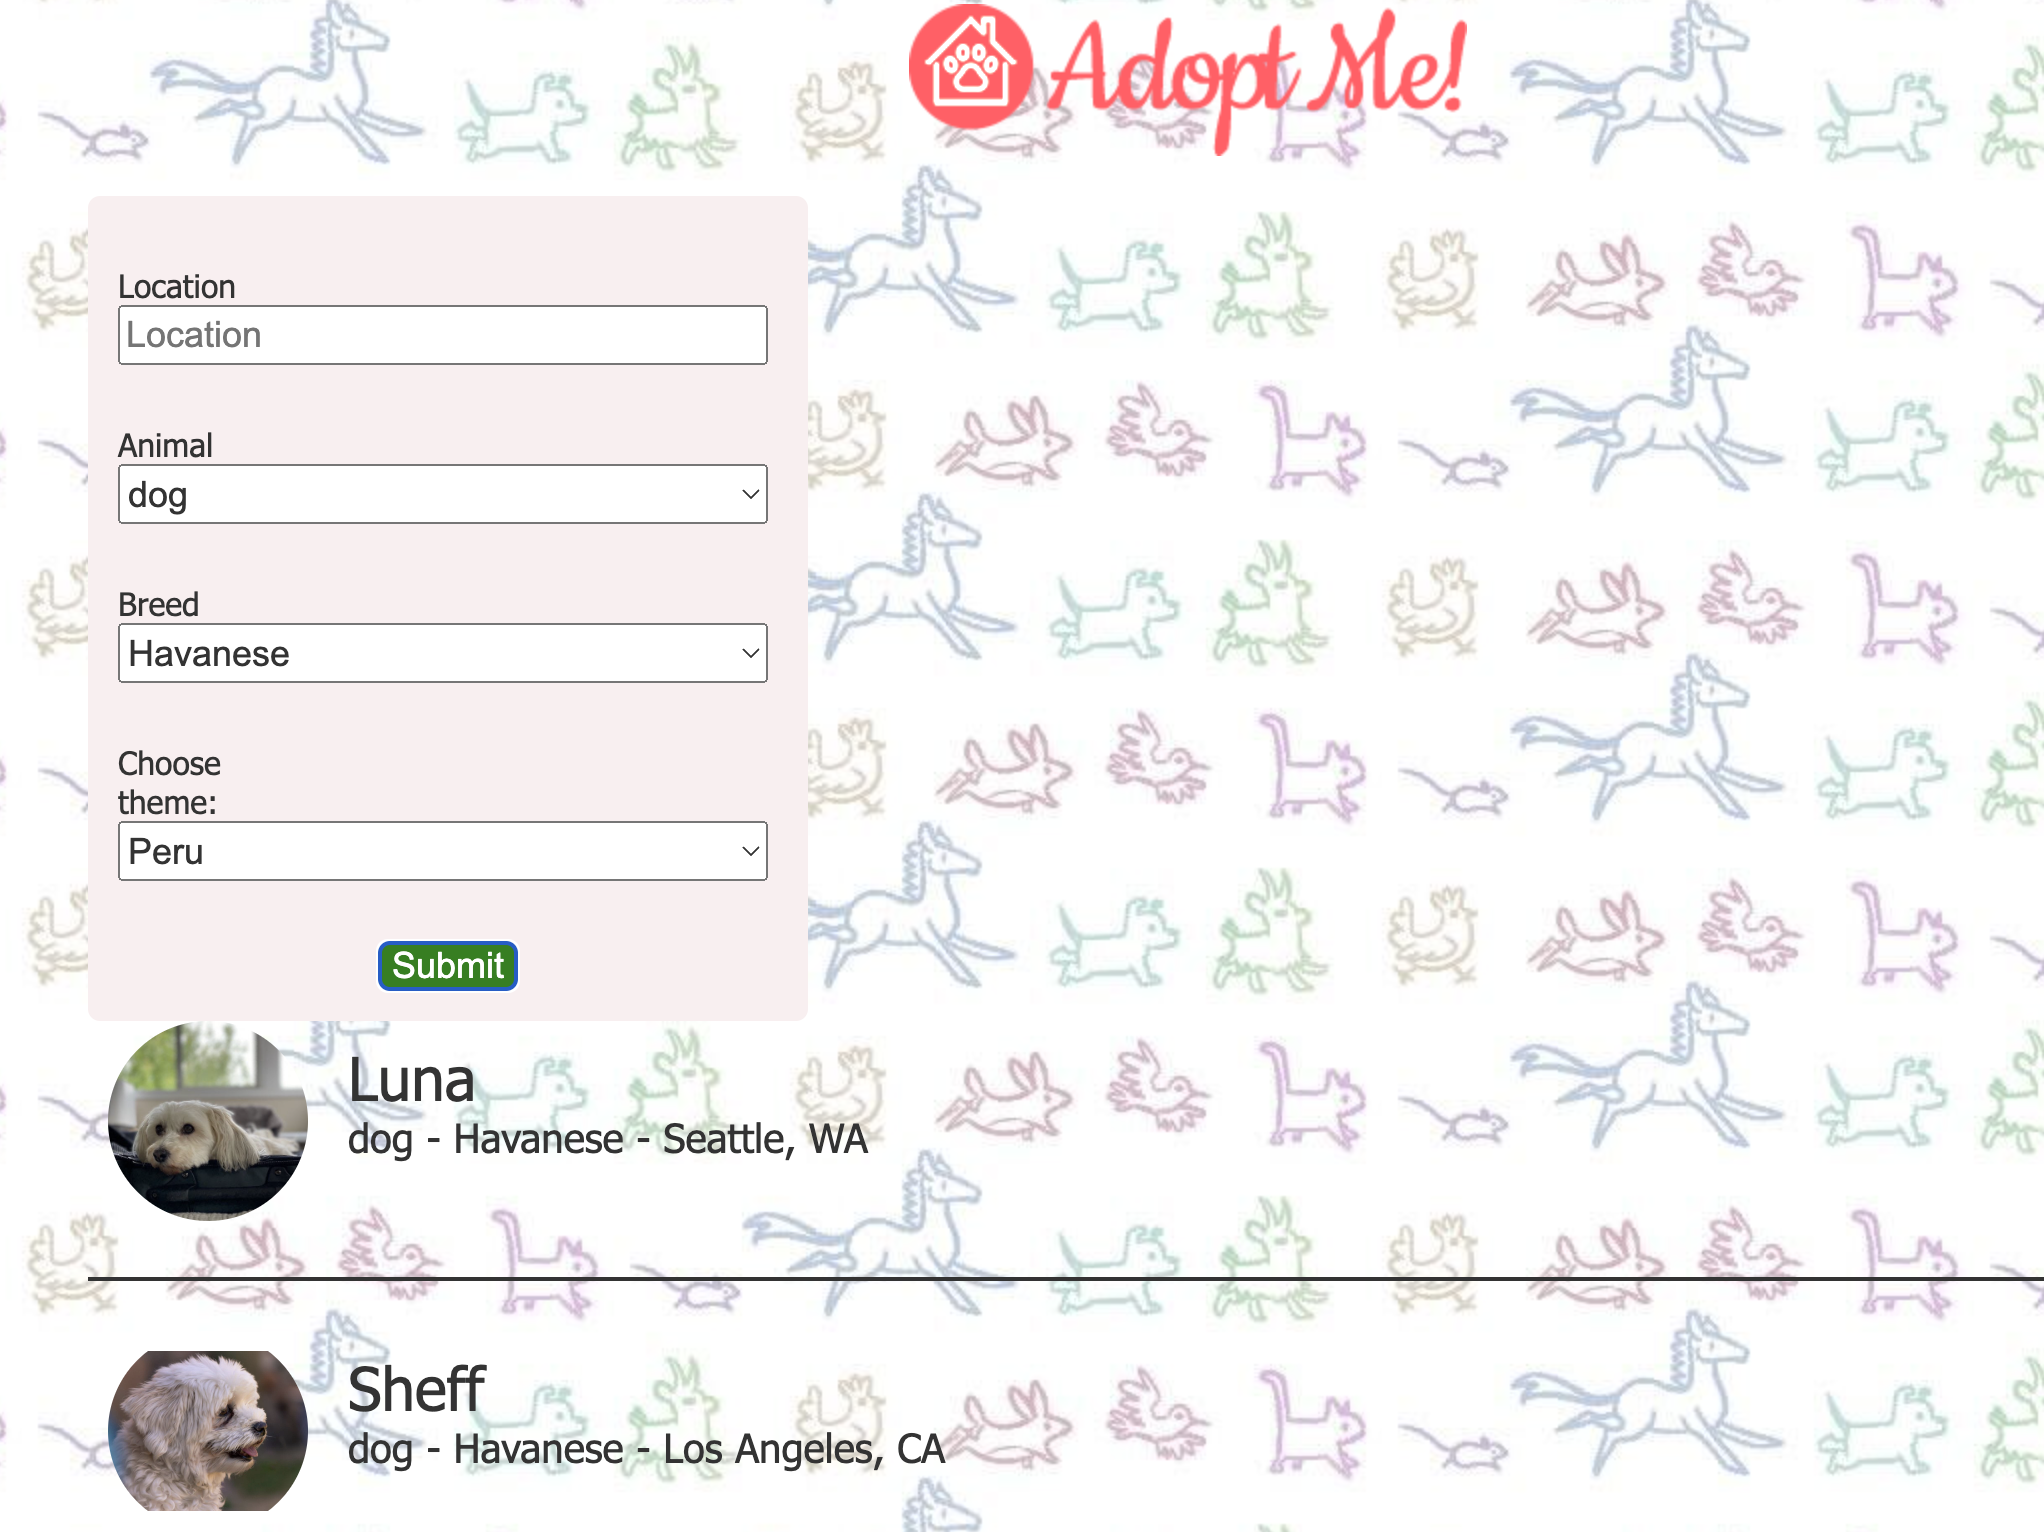 Adopt Me!
Location
Location
Animal
dog
Breed
Havanese
Choose
theme:
Peru
Submit
Luna
dog - Havanese - Seattle, WA
Sheff
dog - Havanese - Los Angeles, CA